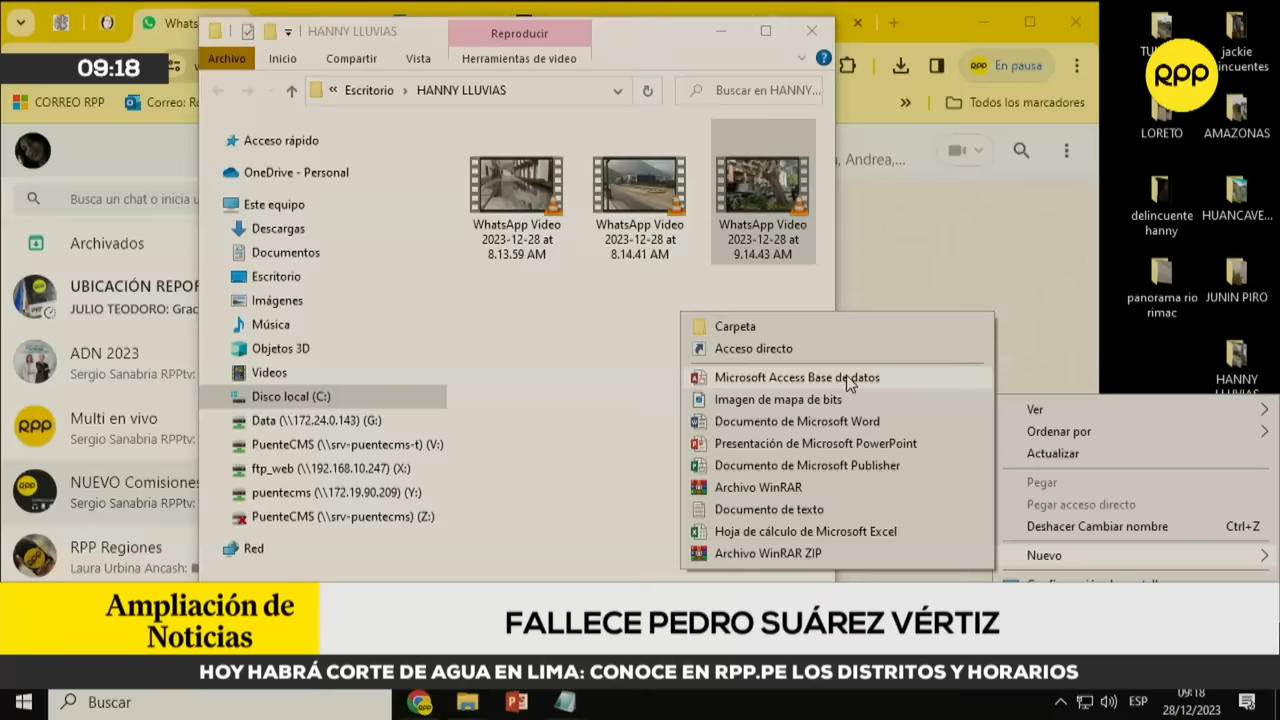 Whats
HANNY LLUVIAS
Reproducir
Archivo
Inicio
Compartir
Vista
Herramientas de video
09:18
RPP
En pausa
CORREO RPP
Correo: Ro
Escritorio
HANNY LLUVIAS
Buscar en HANNY...
Todos los marcadores
RPP
jackie
LORETO
AMAZONAS
delincuente
hanny
HUANCAVE...
panorama rio
rimac
JUNIN PIRO
HANNY
LLUVIAS
, Andrea,...
Busca un chat o inicia u
Archivados
UBICACIÓN REPOR
JULIO TEODORO: Grac
ADN 2023
Sergio Sanabria RPPtv:
Multi en vivo
Sergio Sanabria RPPtv:
NUEVO Comisiones
Sergio Sanabria RPPtv:
RPP Regiones
Laura Urbina Ancash:
RPP
Acceso rápido
OneDrive - Personal
Este equipo
Descargas
Documentos
Escritorio
Imágenes
Música
Objetos 3D
Videos
Disco local (C:)
Data (\\172.24.0.143) (G:)
PuenteCMS (\\srv-puentecms-t) (V:)
ftp_web (\\192.168.10.247) (X:)
puentecms (\\172.19.90.209) (Y:)
PuenteCMS (\\srv-puentecms) (Z:)
Red
WhatsApp Video
2023-12-28 at
8.13.59 AM
WhatsApp Video
2023-12-28 at
8.14.41 AM
WhatsApp Video
2023-12-28 at
9.14.43 AM
Carpeta
Acceso directo
Microsoft Access Base de datos
Imagen de mapa de bits
Documento de Microsoft Word
Presentación de Microsoft PowerPoint
Documento de Microsoft Publisher
Archivo WinRAR
Documento de texto
Hoja de cálculo de Microsoft Excel
Archivo WinRAR ZIP
Ver
Ordenar por
Actualizar
Pegar
Pegar acceso directo
Deshacer Cambiar nombre Ctrl+Z
Nuevo
Ampliación de
Noticias
FALLECE PEDRO SUÁREZ VÉRTIZ
HOY HABRÁ CORTE DE AGUA EN LIMA: CONOCE EN RPP.PE LOS DISTRITOS Y HORARIOS
Buscar
ESP
09:18
28/12/2023